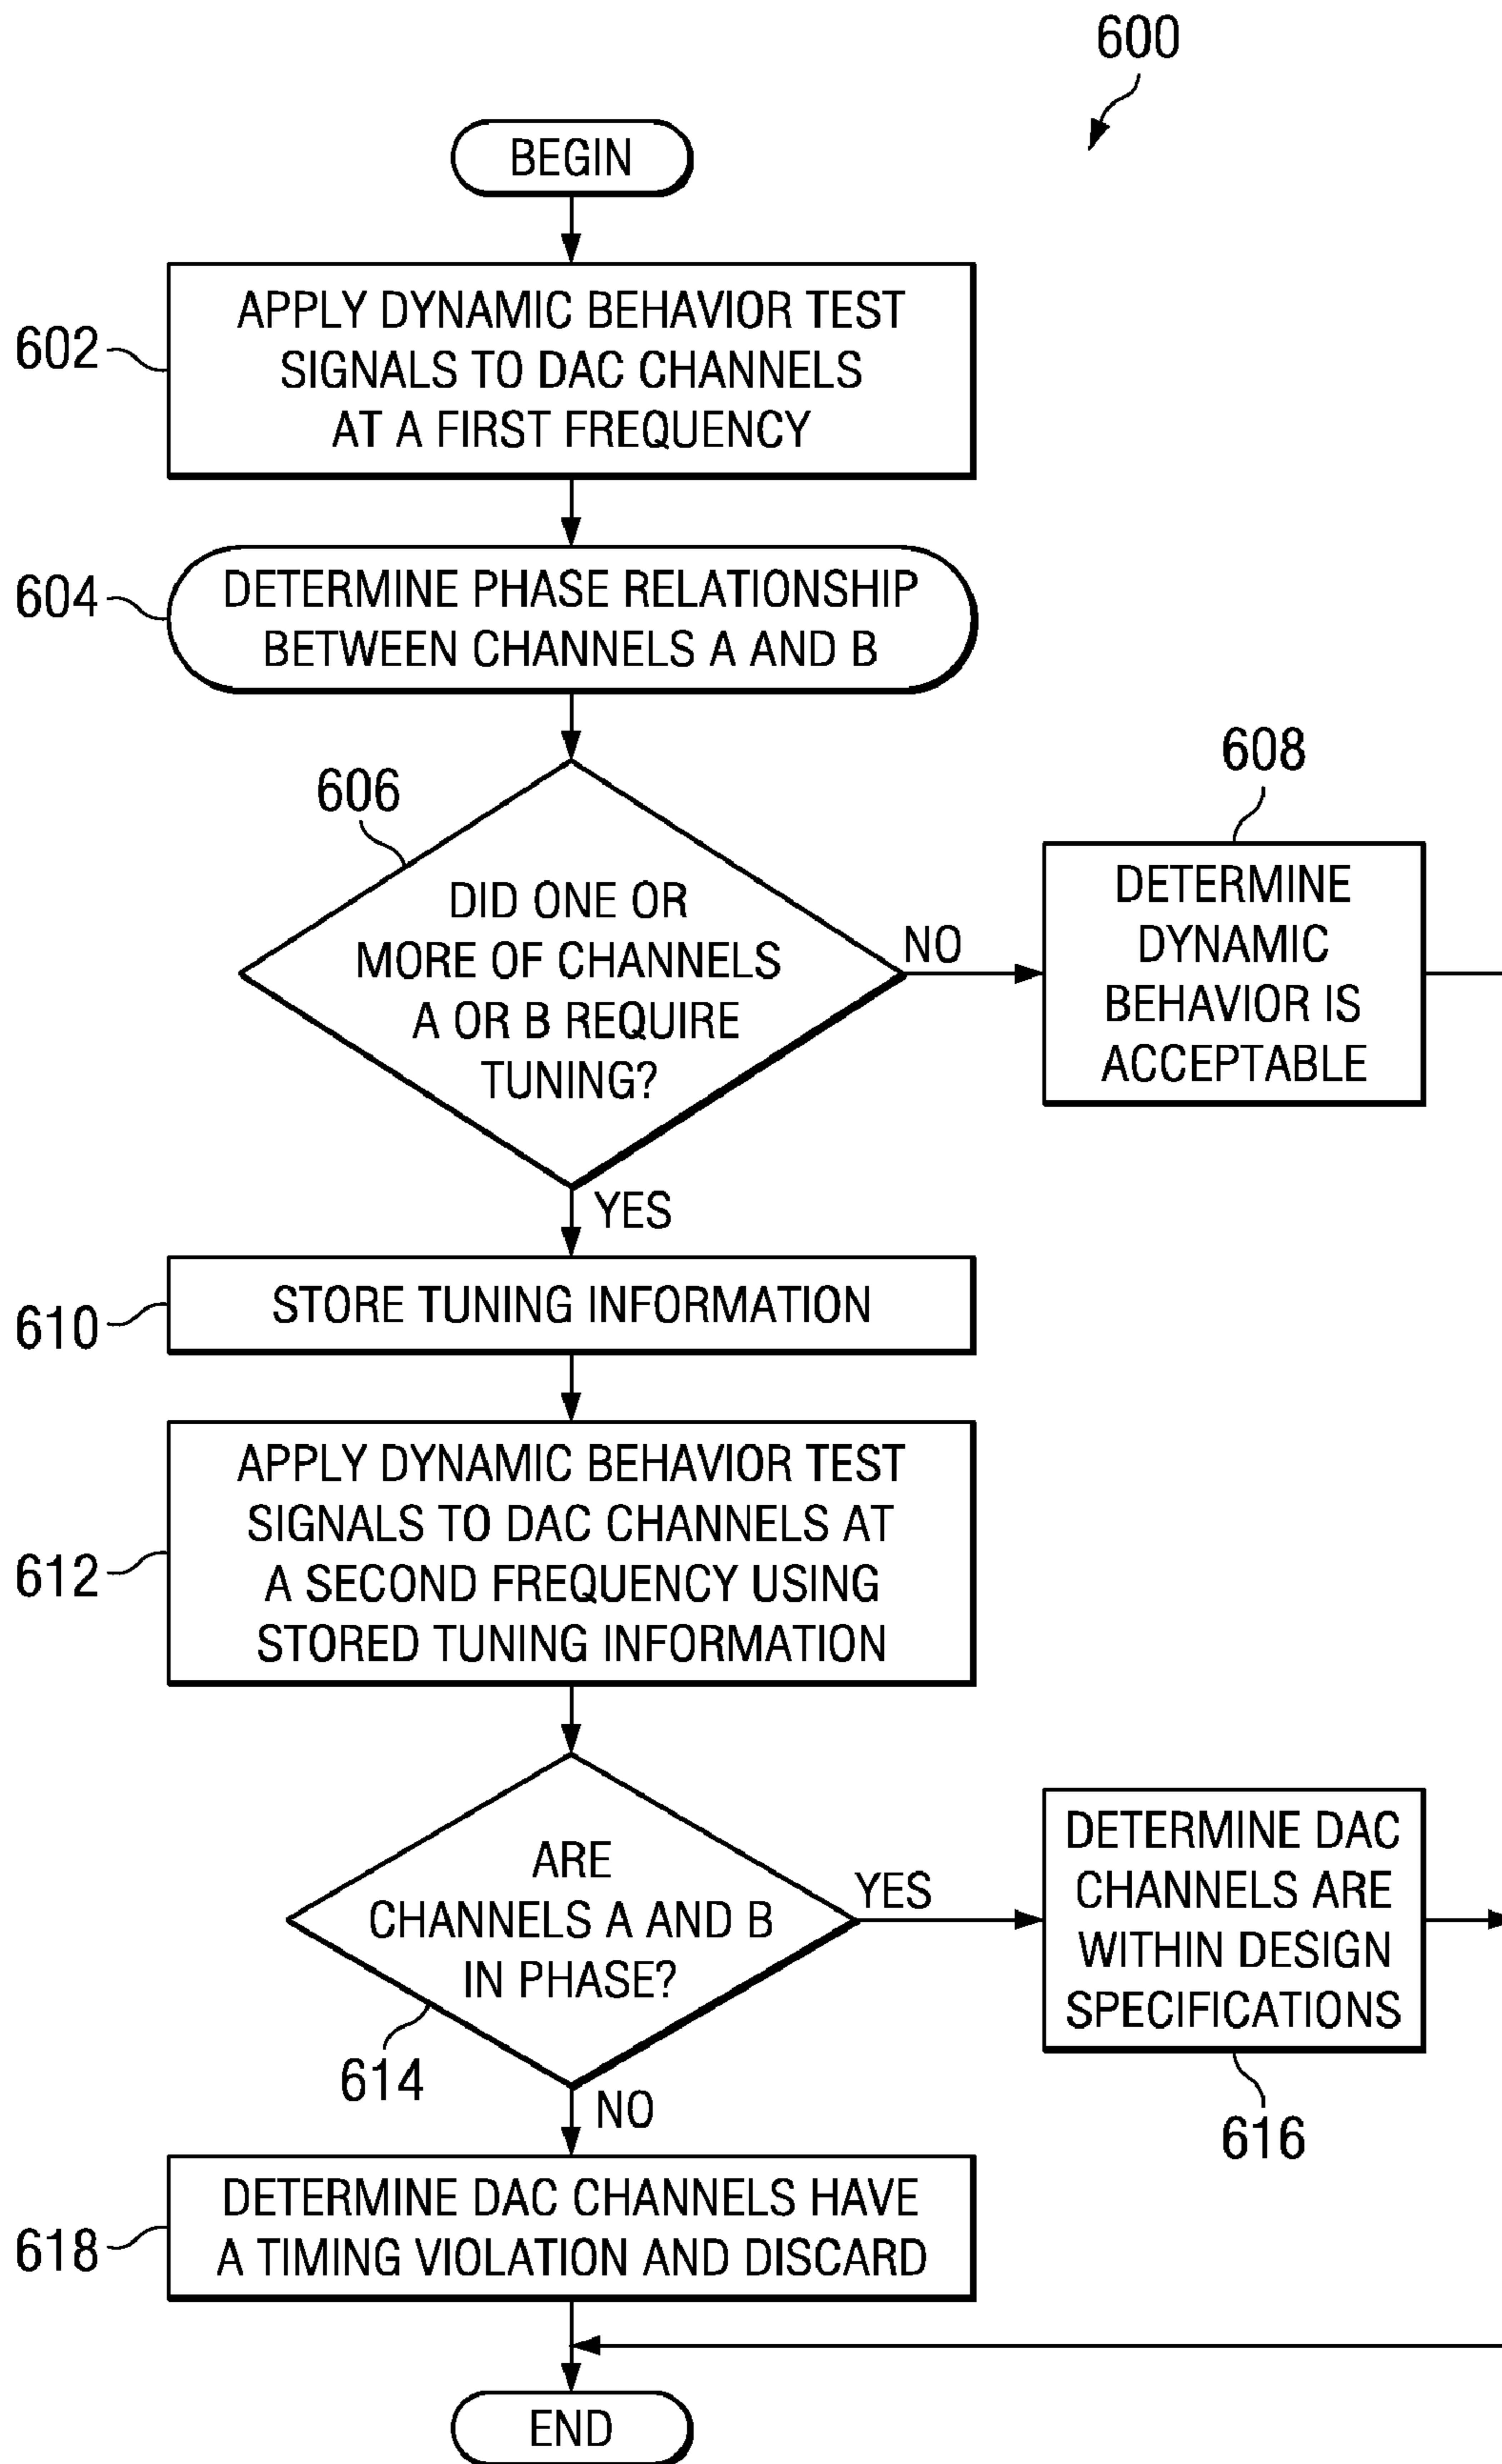 600
BEGIN
602
APPLY DYNAMIC BEHAVIOR TEST
SIGNALS TO DAC CHANNELS
AT A FIRST FREQUENCY
604
DETERMINE PHASE RELATIONSHIP
BETWEEN CHANNELS A AND B
606
DID ONE OR
MORE OF CHANNELS
A OR B REQUIRE
TUNING?
NO
608
DETERMINE
DYNAMIC
BEHAVIOR IS
ACCEPTABLE
YES
610
STORE TUNING INFORMATION
612
APPLY DYNAMIC BEHAVIOR TEST
SIGNALS TO DAC CHANNELS AT
A SECOND FREQUENCY USING
STORED TUNING INFORMATION
ARE
CHANNELS A AND B
IN PHASE?
614
YES
DETERMINE DAC
CHANNELS ARE
WITHIN DESIGN
SPECIFICATIONS
616
NO
618
DETERMINE DAC CHANNELS HAVE
A TIMING VIOLATION AND DISCARD
END